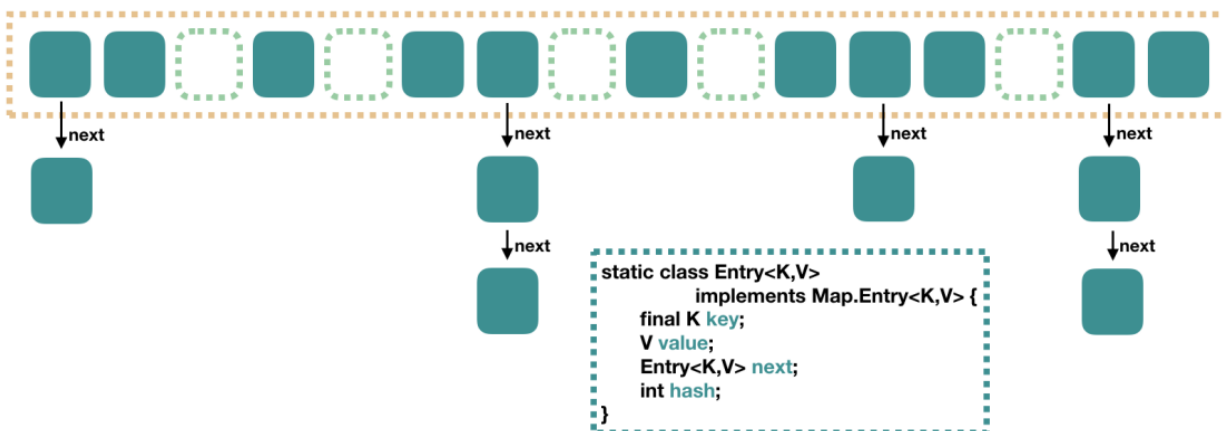 next
next
next
next
next
next
static class Entry<K,V>
implements Map.Entry<K,V> {
final K key;
V value;
Entry<K,V> next;
int hash;
}